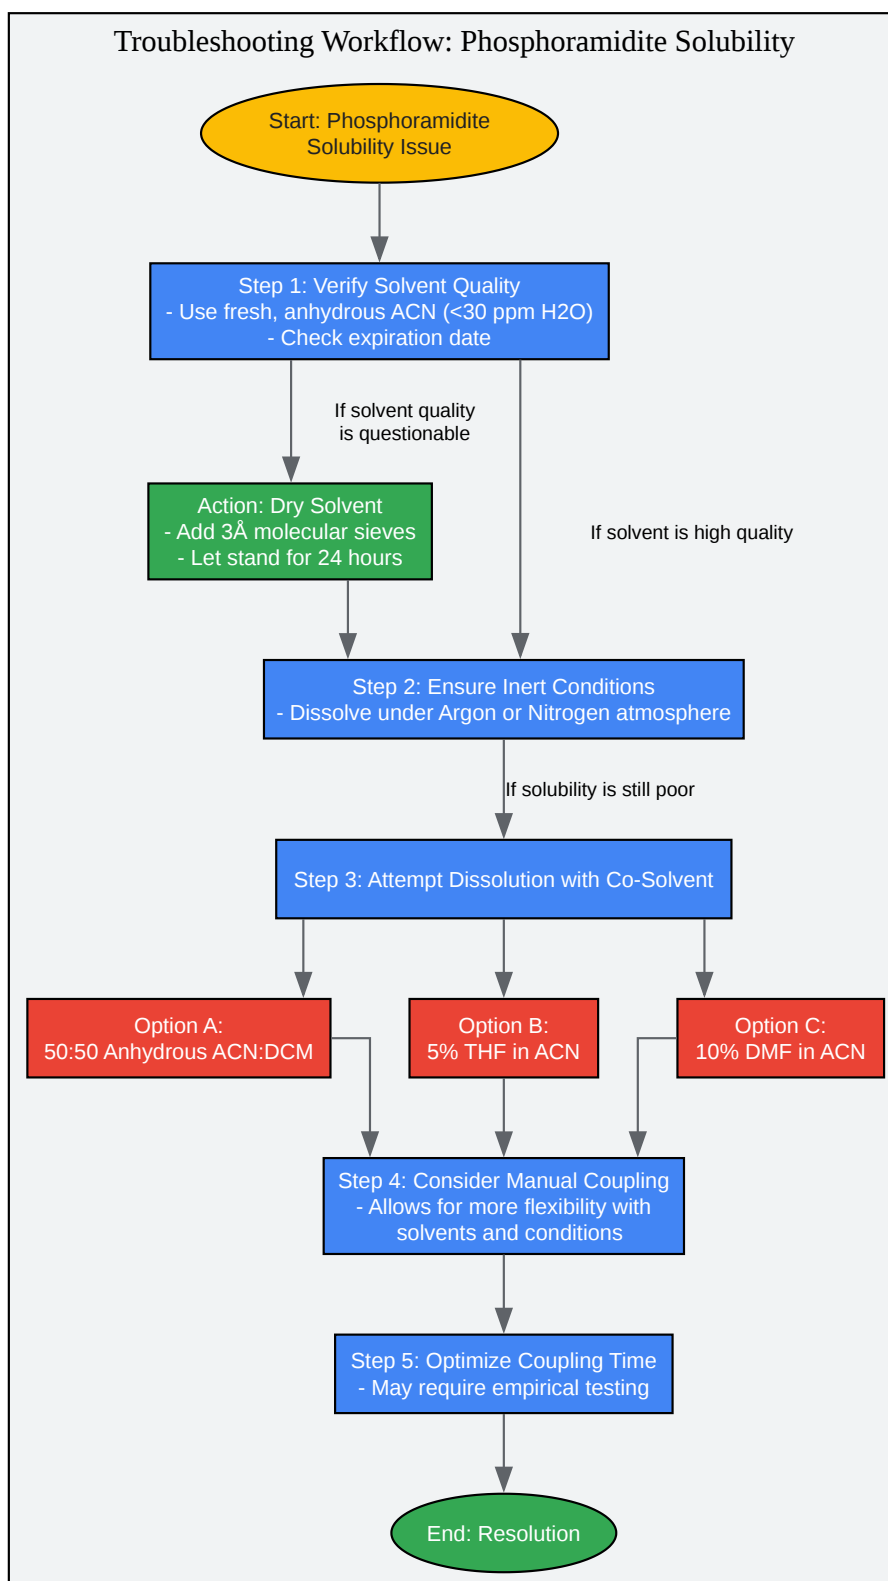 Troubleshooting Workflow: Phosphoramidite Solubility
Start: Phosphoramidite
Solubility Issue
Step 1: Verify Solvent Quality
- Use fresh, anhydrous ACN (<30 ppm H2O)
- Check expiration date
If solvent quality
is questionable
Action: Dry Solvent
- Add 3Å molecular sieves
- Let stand for 24 hours
If solvent is high quality
Step 2: Ensure Inert Conditions
- Dissolve under Argon or Nitrogen atmosphere
If solubility is still poor
Step 3: Attempt Dissolution with Co-Solvent
Option A:
50:50 Anhydrous ACN:DCM
Option B:
5% THF in ACN
Option C:
10% DMF in ACN
Step 4: Consider Manual Coupling
- Allows for more flexibility with
solvents and conditions
Step 5: Optimize Coupling Time
- May require empirical testing
End: Resolution